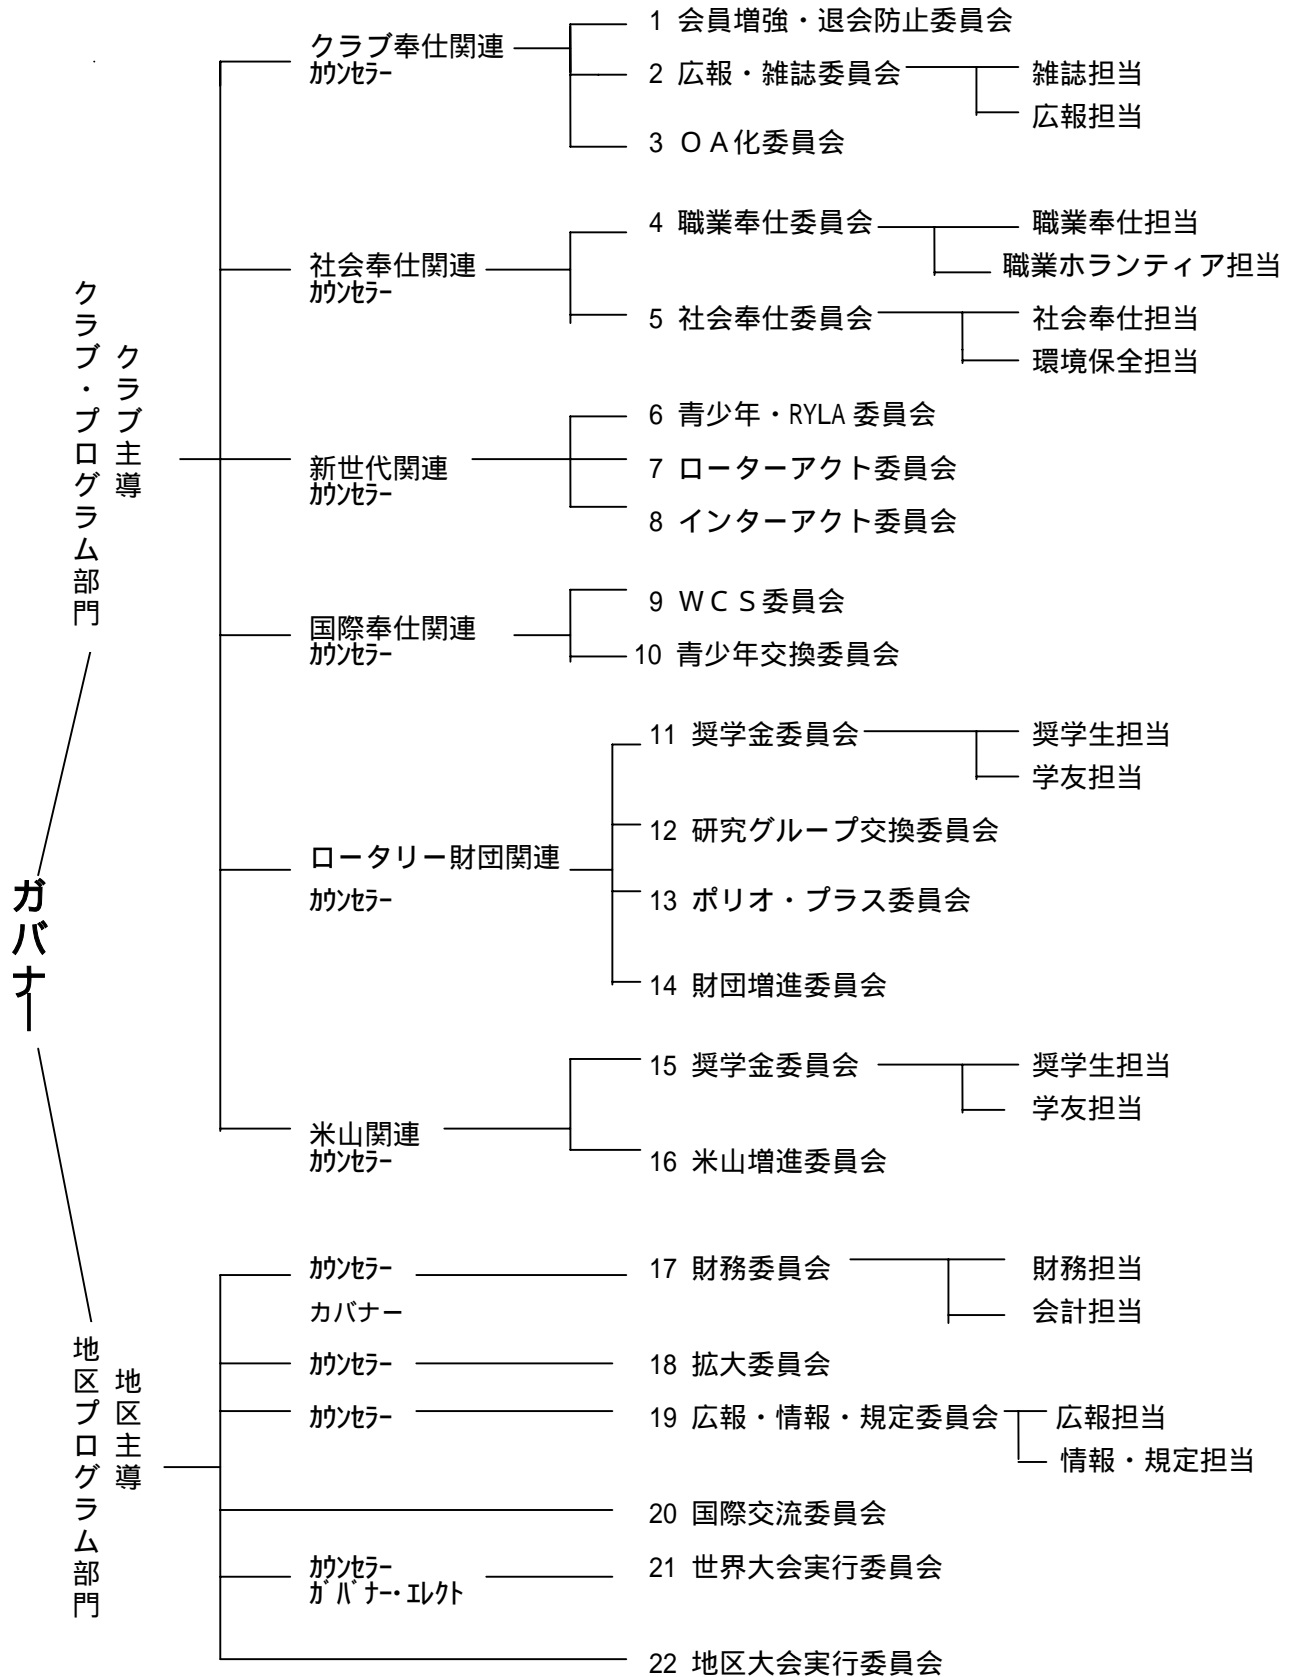 ガバナー
クラブ・プログラム部門
クラブ主導
クラブ奉仕関連
ｶｳﾝｾﾗｰ
1 会員増強・退会防止委員会
2 広報・雑誌委員会
雑誌担当
広報担当
3 ＯＡ化委員会
社会奉仕関連
ｶｳﾝｾﾗｰ
4 職業奉仕委員会
職業奉仕担当
職業ホランティア担当
5 社会奉仕委員会
社会奉仕担当
環境保全担当
新世代関連
ｶｳﾝｾﾗｰ
6 青少年・RYLA委員会
7 ローターアクト委員会
8 インターアクト委員会
国際奉仕関連
ｶｳﾝｾﾗｰ
9 ＷＣＳ委員会
10 青少年交換委員会
ロータリー財団関連
ｶｳﾝｾﾗｰ
11 奨学金委員会
奨学生担当
学友担当
12 研究グループ交換委員会
13 ポリオ・プラス委員会
14 財団増進委員会
米山関連
ｶｳﾝｾﾗｰ
15 奨学金委員会
奨学生担当
学友担当
16 米山増進委員会
地区プログラム部門
地区主導
ｶｳﾝｾﾗｰ
カバナー
17 財務委員会
財務担当
会計担当
ｶｳﾝｾﾗｰ
18 拡大委員会
ｶｳﾝｾﾗｰ
19 広報・情報・規定委員会
広報担当
情報・規定担当
20 国際交流委員会
ｶｳﾝｾﾗｰ
ｶﾞﾊﾞﾅｰ･ｴﾚｸﾄ
21 世界大会実行委員会
22 地区大会実行委員会